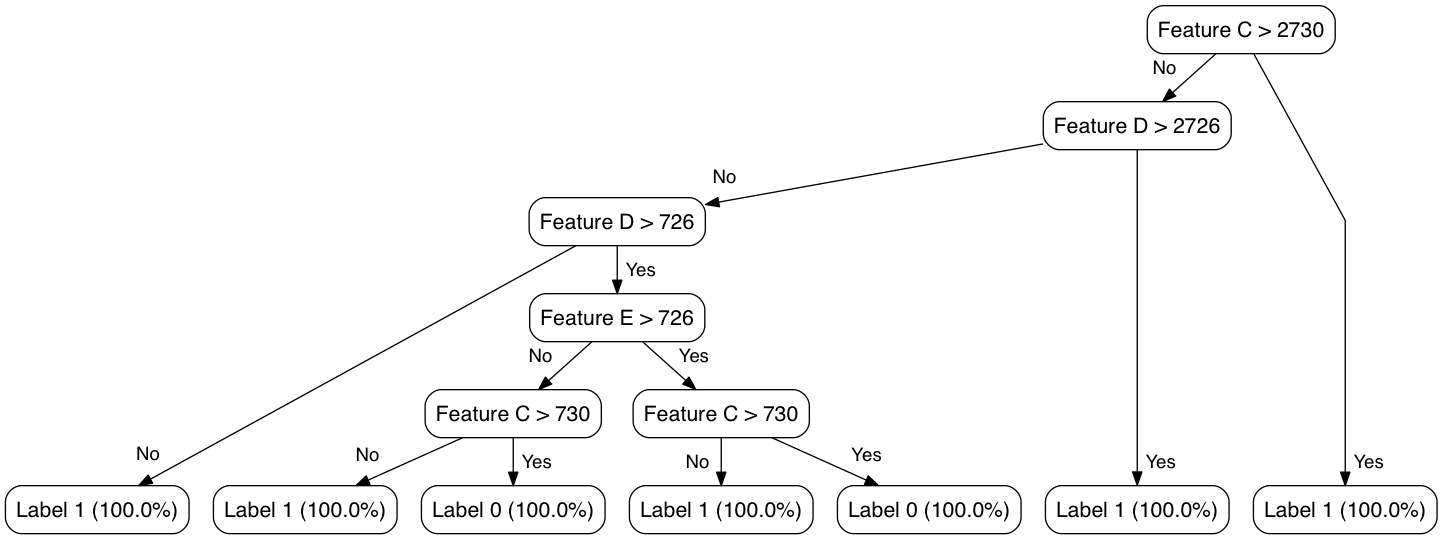 Feature C > 2730
No
Feature D > 2726
No
Feature D > 726
Yes
Feature E > 726
No
Yes
Feature C > 730
Feature C > 730
No
No
Yes
No
Yes
Yes
Yes
Label 1 (100.0%)
Label 1 (100.0%)
Label 0 (100.0%)
Label 1 (100.0%)
Label 0 (100.0%)
Label 1 (100.0%)
Label 1 (100.0%)